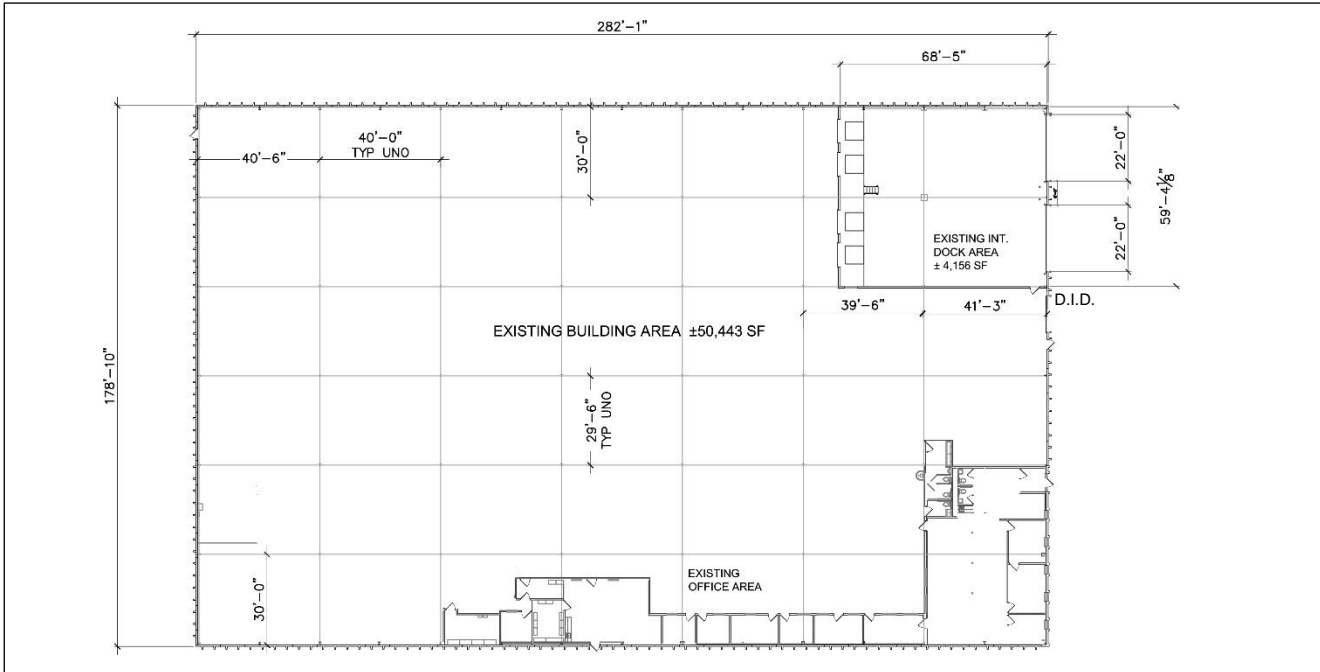 282'-1"
68'-5"
40'-6"
40'-0"
TYP UNO
30'-0"
22'-0"
59'-4⅛"
22'-0"
EXISTING INT.
DOCK AREA
± 4,156 SF
39'-6"
41'-3"
D.I.D.
EXISTING BUILDING AREA ±50,443 SF
178'-10"
29'-6"
TYP UNO
EXISTING
OFFICE AREA
30'-0"